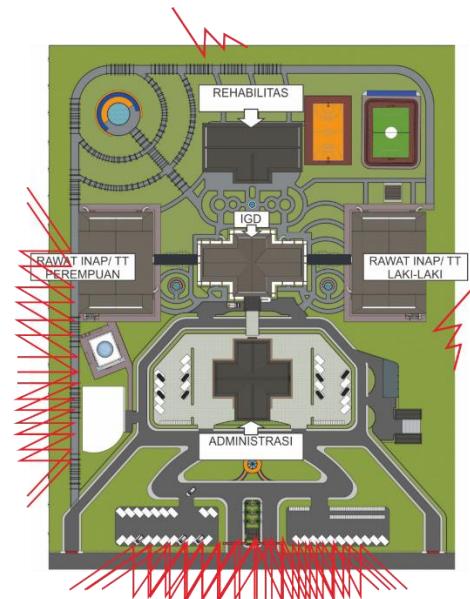 REHABILITAS
IGD
RAWAT INAP/ TT
PEREMPUAN
RAWAT INAP/ TT
LAKI-LAKI
ADMINISTRASI